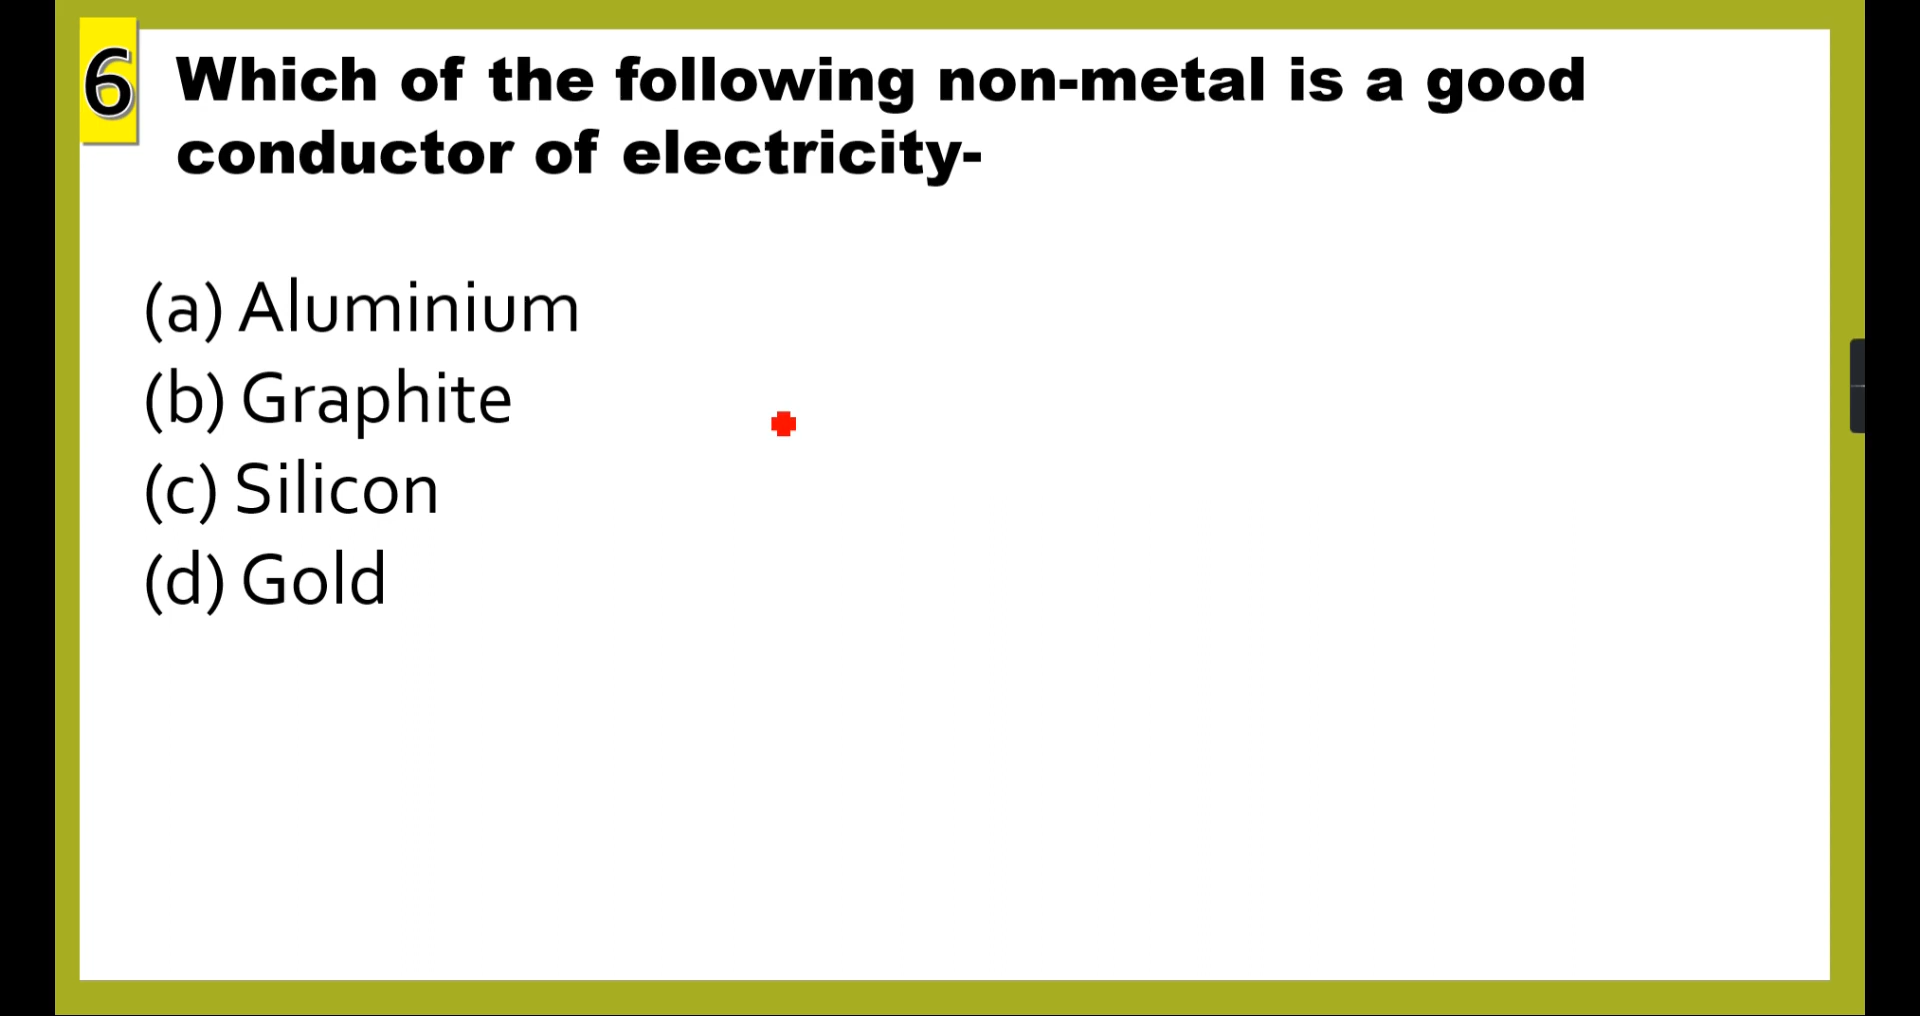 6
Which of the following non-metal is a good
conductor of electricity-
(a) Aluminium
(b) Graphite
(c) Silicon
(d) Gold